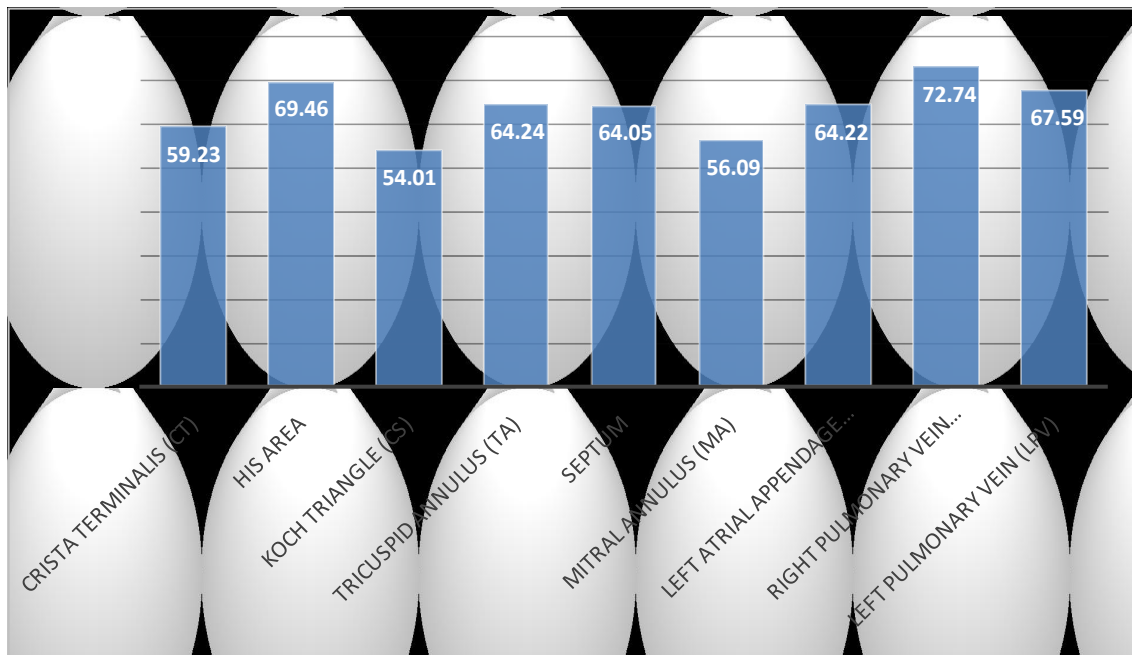 59.23
69.46
54.01
64.24
64.05
56.09
64.22
72.74
67.59
CRISTA TERMINALIS (CT)
HIS AREA
KOCH TRIANGLE (CS)
TRICUSPID ANNULUS (TA)
SEPTUM
MITRAL ANNULUS (MA)
LEFT ATRIAL APPENDAGE…
RIGHT PULMONARY VEIN…
LEFT PULMONARY VEIN (LPV)